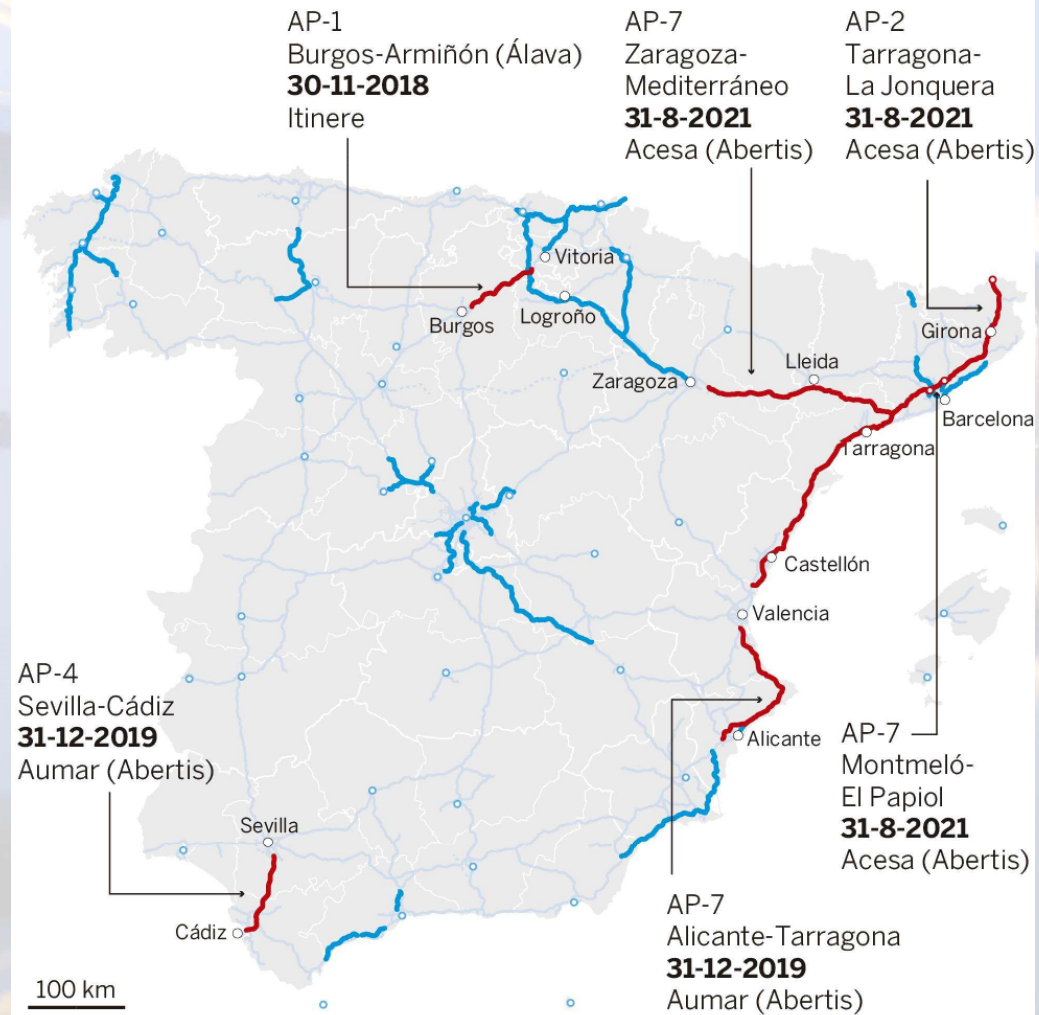 AP-1
Burgos-Armiñón (Álava)
30-11-2018
Itinere
AP-7
Zaragoza-
Mediterráneo
31-8-2021
Acesa (Abertis)
AP-2
Tarragona-
La Jonquera
31-8-2021
Acesa (Abertis)
Vitoria
Logroño
Burgos
Girona
Lleida
Zaragoza
Barcelona
Tarragona
Castellón
Valencia
AP-4
Sevilla-Cádiz
31-12-2019
Aumar (Abertis)
Alicante
AP-7
Montmeló-
El Papiol
31-8-2021
Acesa (Abertis)
Sevilla
Cádiz
AP-7
Alicante-Tarragona
31-12-2019
Aumar (Abertis)
100 km